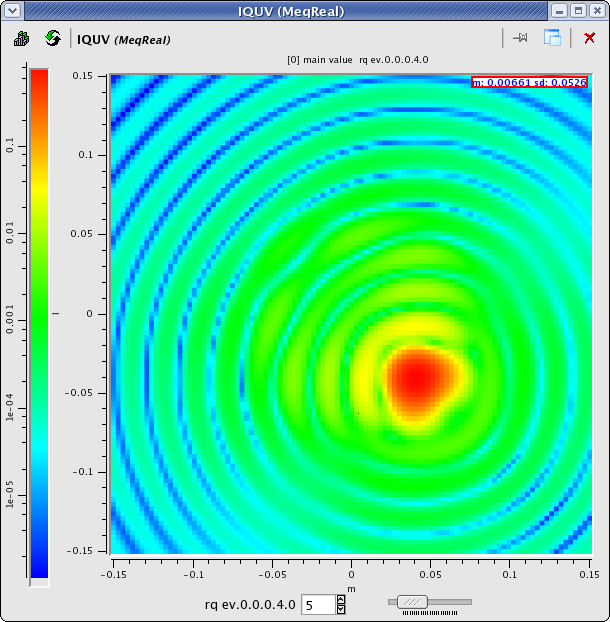 IQUV (MeqReal)
IQUV (MeqReal)
[0] main value rq ev.0.0.0.4.0
m: 0.00661 sd: 0.0526
0.15
0.1
0.05
0
-0.05
-0.1
-0.15
0.1
0.01
0.001
1e-04
1e-05
-0.15 -0.1 -0.05 0 0.05 0.1 0.15
m
rq ev.0.0.0.4.0 5